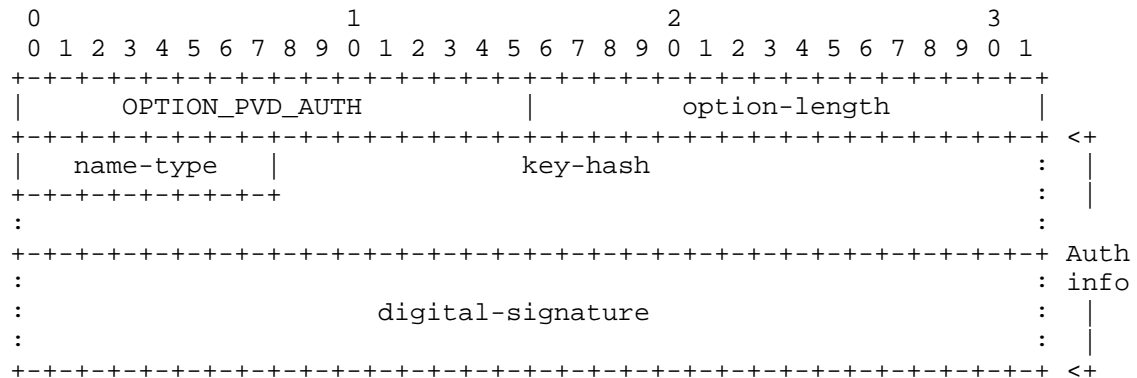 0                   1                   2                   3
 0 1 2 3 4 5 6 7 8 9 0 1 2 3 4 5 6 7 8 9 0 1 2 3 4 5 6 7 8 9 0 1
+-+-+-+-+-+-+-+-+-+-+-+-+-+-+-+-+-+-+-+-+-+-+-+-+-+-+-+-+-+-+-+-+
|      OPTION_PVD_AUTH          |         option-length         |
+-+-+-+-+-+-+-+-+-+-+-+-+-+-+-+-+-+-+-+-+-+-+-+-+-+-+-+-+-+-+-+-+ <+
|   name-type   |               key-hash                        :  |
+-+-+-+-+-+-+-+-+                                               :  |
:                                                               :
+-+-+-+-+-+-+-+-+-+-+-+-+-+-+-+-+-+-+-+-+-+-+-+-+-+-+-+-+-+-+-+-+ Auth
:                                                               : info
:                      digital-signature                        :  |
:                                                               :  |
+-+-+-+-+-+-+-+-+-+-+-+-+-+-+-+-+-+-+-+-+-+-+-+-+-+-+-+-+-+-+-+-+ <+